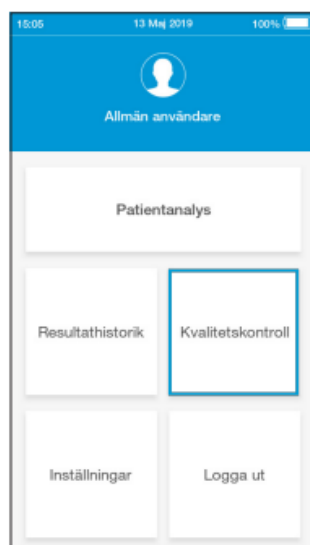 15:05 13 Maj 2019 100%
Allmän användare
Patientanalys
Resultathistorik Kvalitetskontroll
Inställningar Logga ut